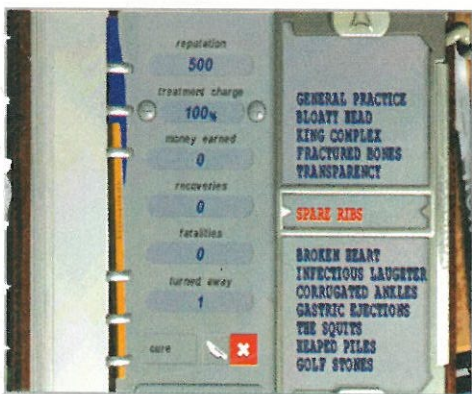 reputation
500
treatment charge
100%
money earned
0
recoveries
0
fatalities
0
turned away
1
cure
GENERAL PRACTICE
BLOATY HEAD
KING COMPLEX
FRACTURED BONES
TRANSPARENCY
SPARE RIBS
BROKEN HEART
INFECTIOUS LAUGHTER
CORRUGATED ANKLES
GASTRIC EJECTIONS
THE SQUITS
HEAPED PILES
GOLF STONES